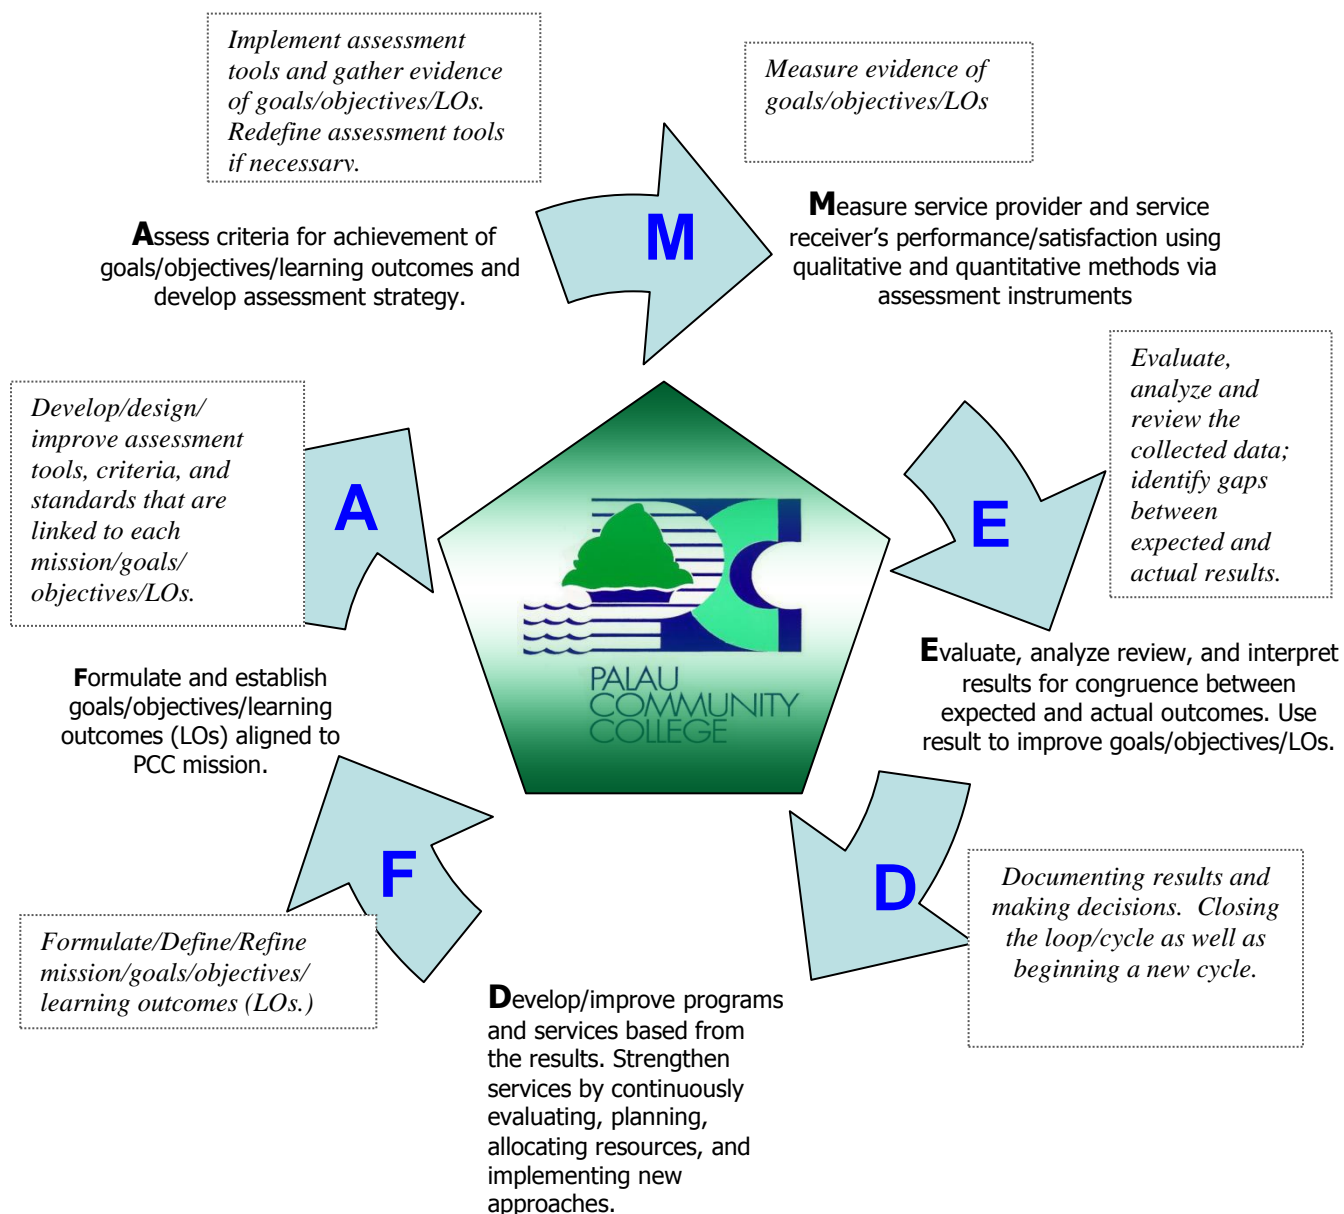 Implement assessment
tools and gather evidence
of goals/objectives/LOs.
Redefine assessment tools
if necessary.
Measure evidence of
goals/objectives/LOs
M
Assess criteria for achievement of
goals/objectives/learning outcomes and
develop assessment strategy.
Measure service provider and service
receiver’s performance/satisfaction using
qualitative and quantitative methods via
assessment instruments
Develop/design/
improve assessment
tools, criteria, and
standards that are
linked to each
mission/goals/
objectives/LOs.
A
Evaluate,
analyze and
review the
collected data;
identify gaps
between
expected and
actual results.
E
PALAU
COMMUNITY
COLLEGE
Formulate and establish
goals/objectives/learning
outcomes (LOs) aligned to
PCC mission.
Evaluate, analyze review, and interpret
results for congruence between
expected and actual outcomes. Use
result to improve goals/objectives/LOs.
F
D
Formulate/Define/Refine
mission/goals/objectives/
learning outcomes (LOs.)
Documenting results and
making decisions.  Closing
the loop/cycle as well as
beginning a new cycle.
Develop/improve programs
and services based from
the results. Strengthen
services by continuously
evaluating, planning,
allocating resources, and
implementing new
approaches.